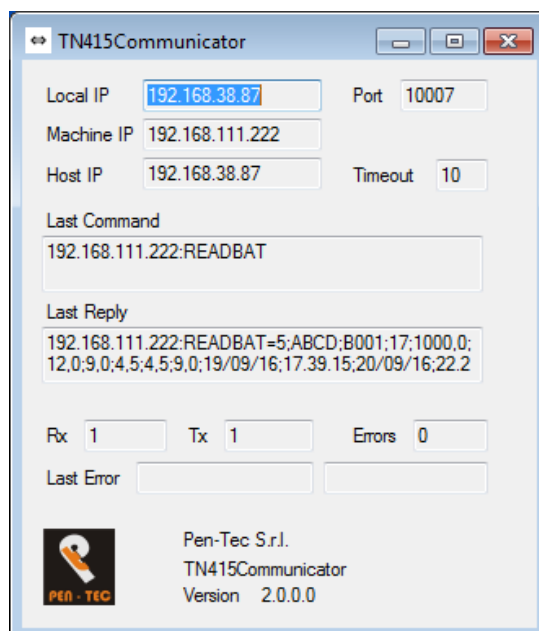 TN415Communicator
Local IP 192.168.38.87 Port 10007
Machine IP 192.168.111.222
Host IP 192.168.38.87 Timeout 10
Last Command
192.168.111.222:READBAT
Last Reply
192.168.111.222:READBAT=5;ABCD;B001;17;1000,0;
12,0;9,0;4,5;4,5;9,0;19/09/16;17.39.15;20/09/16;22.2
Rx 1 Tx 1 Errors 0
Last Error
Pen-Tec S.r.l.
TN415Communicator
PEN - TEC
Version 2.0.0.0